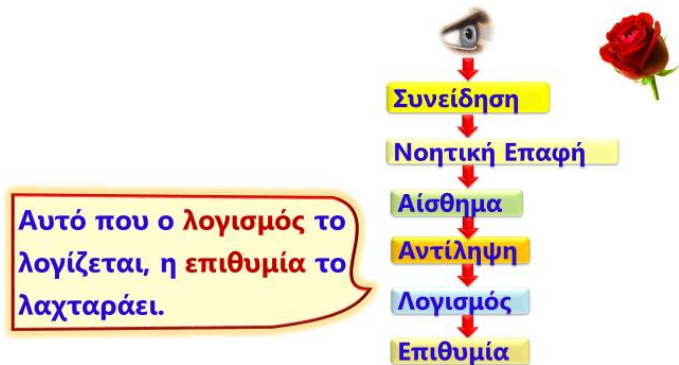 Συνείδηση
Νοητική Επαφή
Αίσθημα
Αντίληψη
Λογισμός
Επιθυμία
Αυτό που ο λογισμός το
λογίζεται, η επιθυμία το
λαχταράει.